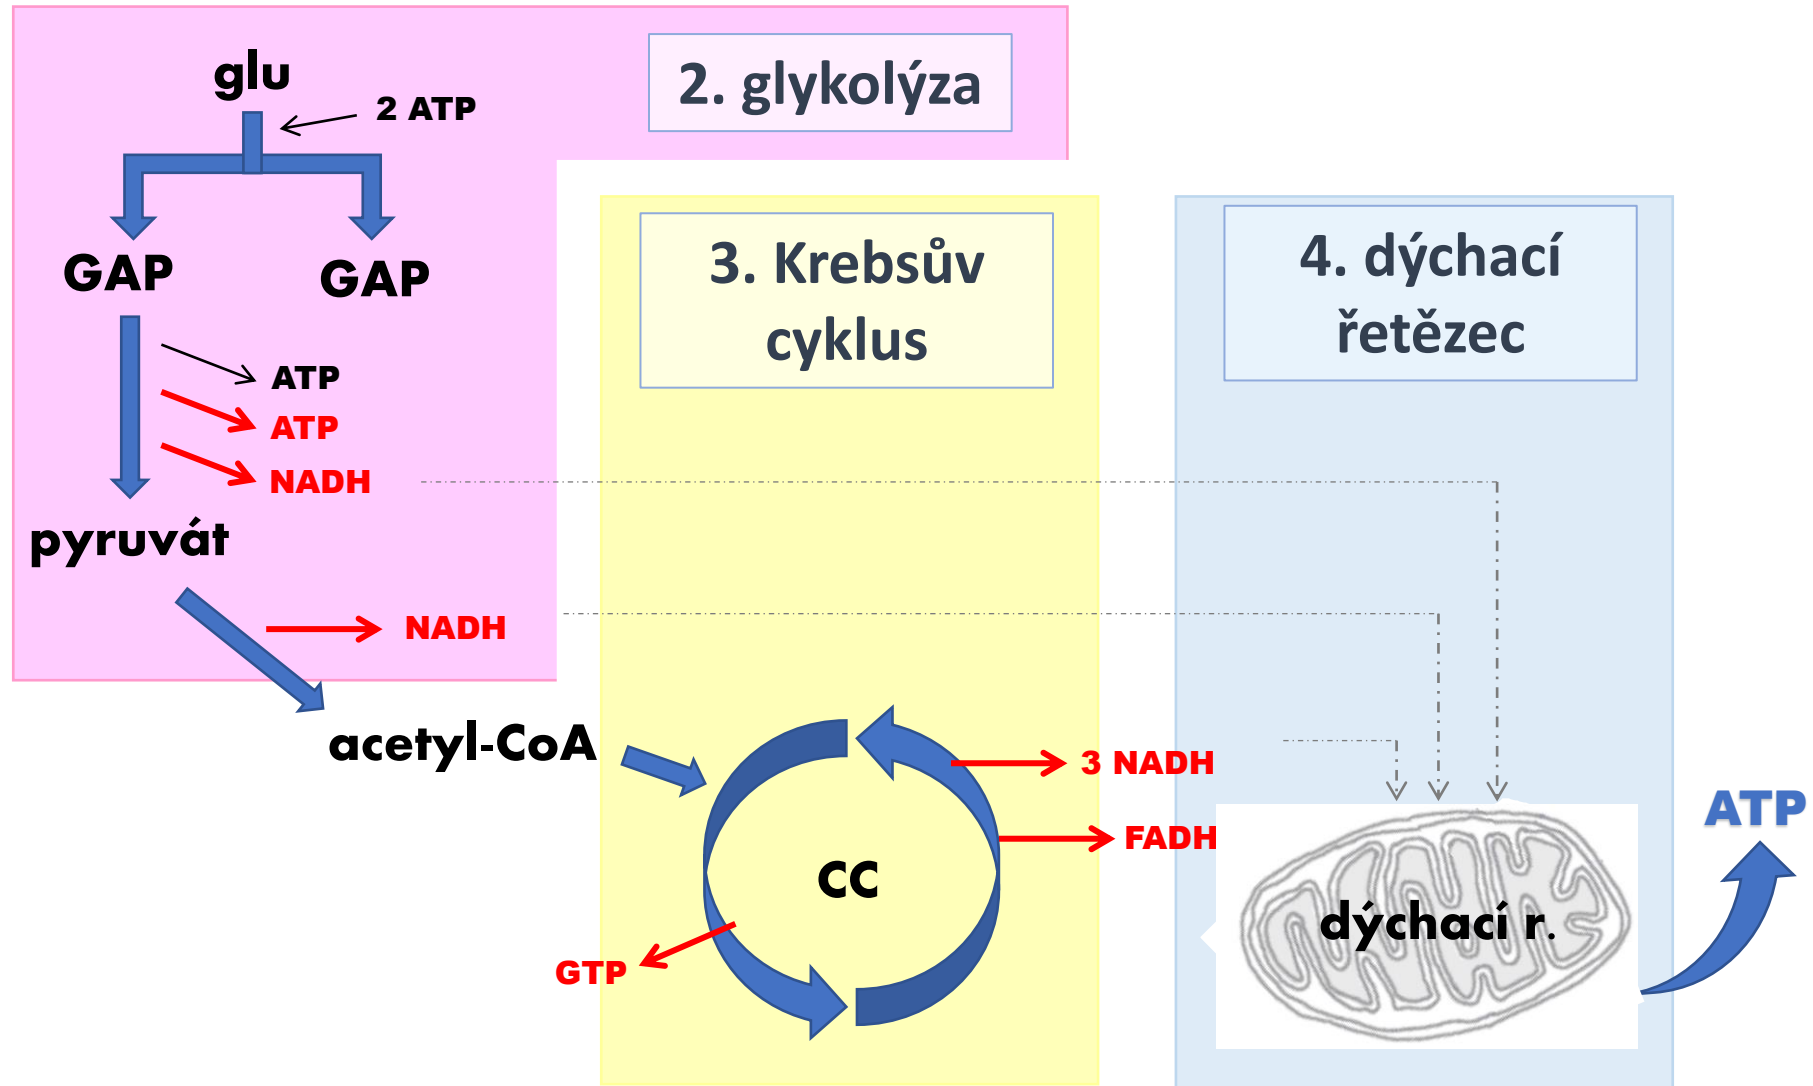 glu
2 ATP
2. glykolýza
GAP
GAP
ATP
ATP
NADH
pyruvát
NADH
acetyl-CoA
3. Krebsův
cyklus
3 NADH
FADH
CC
GTP
4. dýchací
řetězec
dýchací r.
ATP